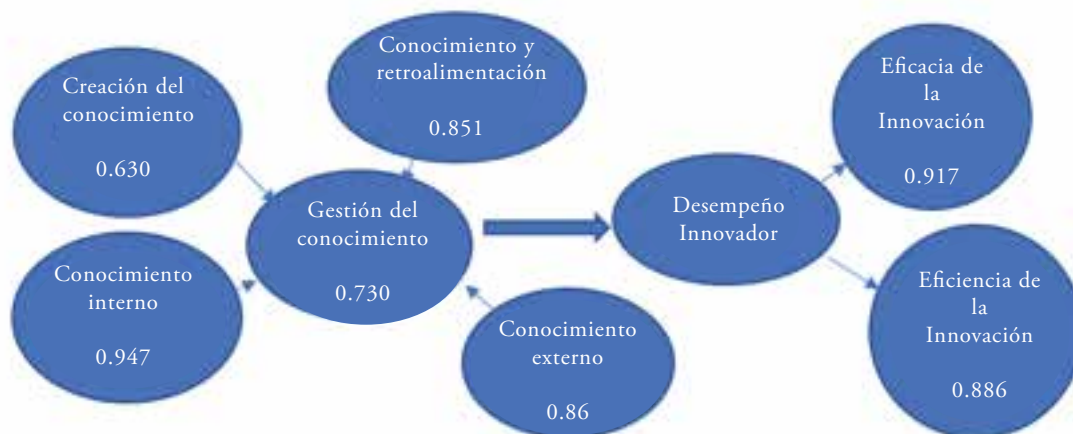 Creación del
conocimiento
0.630
Conocimiento y
retroalimentación
0.851
Eficacia de
la
Innovación
0.917
Gestión del
conocimiento
0.730
Desempeño
Innovador
Conocimiento
interno
0.947
Conocimiento
externo
0.86
Eficiencia de
la
Innovación
0.886